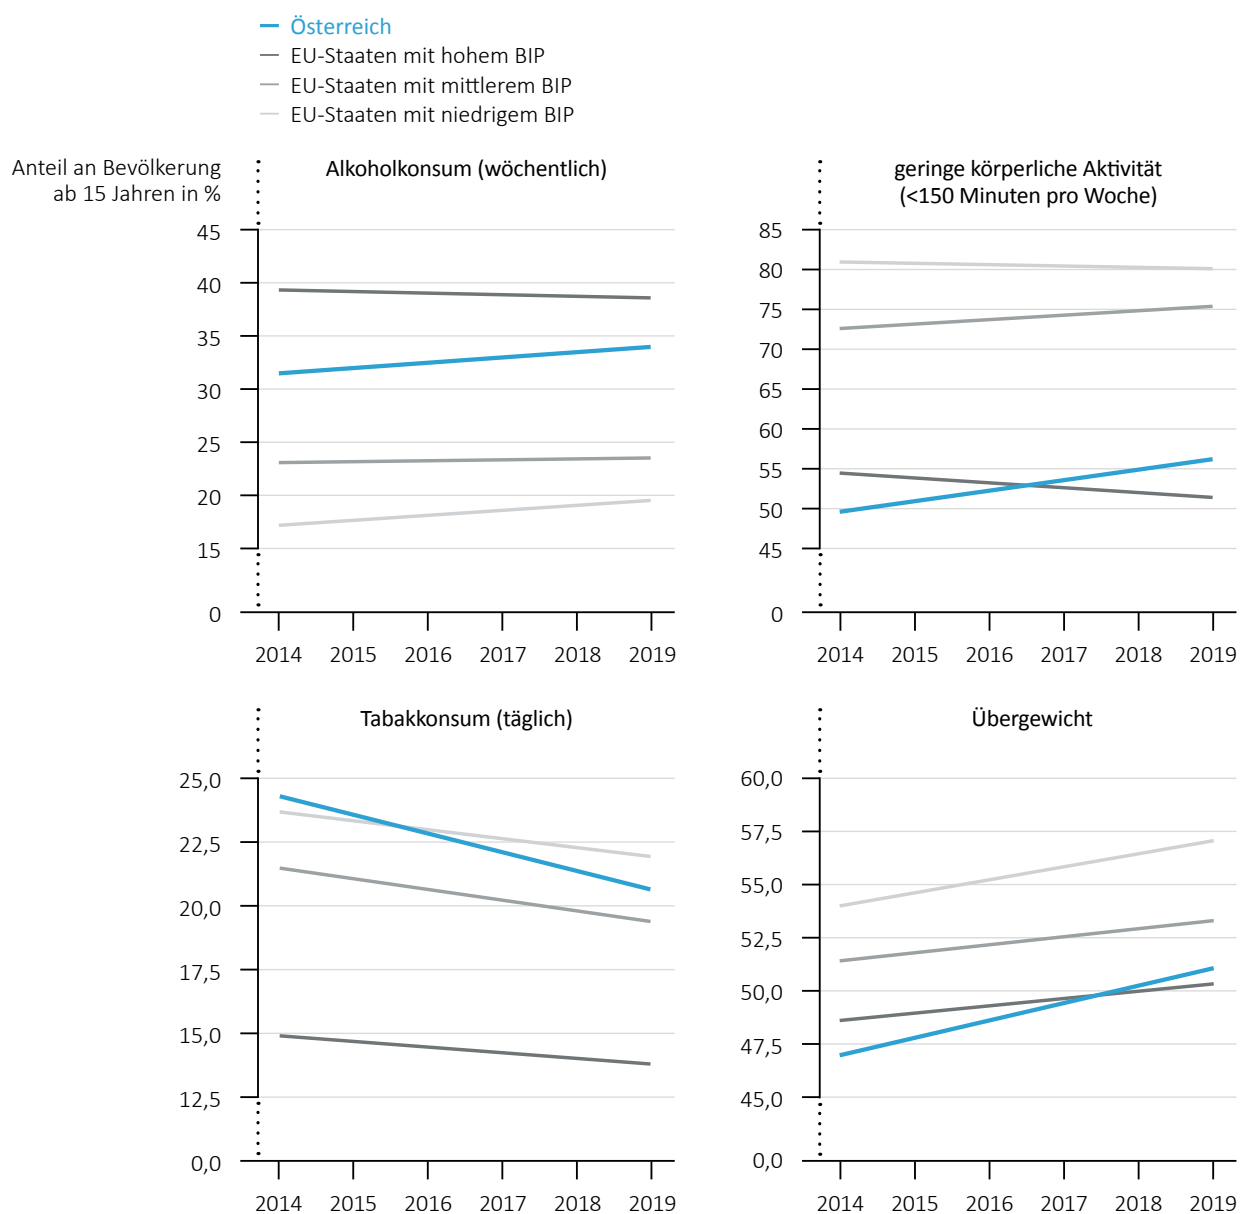 Österreich
EU-Staaten mit hohem BIP
EU-Staaten mit mittlerem BIP
EU-Staaten mit niedrigem BIP
Anteil an Bevölkerung
ab 15 Jahren in %
Alkoholkonsum (wöchentlich)
45
40
35
30
25
20
15
0
2014 2015 2016 2017 2018 2019
geringe körperliche Aktivität
(<150 Minuten pro Woche)
85
80
75
70
65
60
55
50
45
0
2014 2015 2016 2017 2018 2019
Tabakkonsum (täglich)
25,0
22,5
20,0
17,5
15,0
12,5
0,0
2014 2015 2016 2017 2018 2019
Übergewicht
60,0
57,5
55,0
52,5
50,0
47,5
45,0
0,0
2014 2015 2016 2017 2018 2019